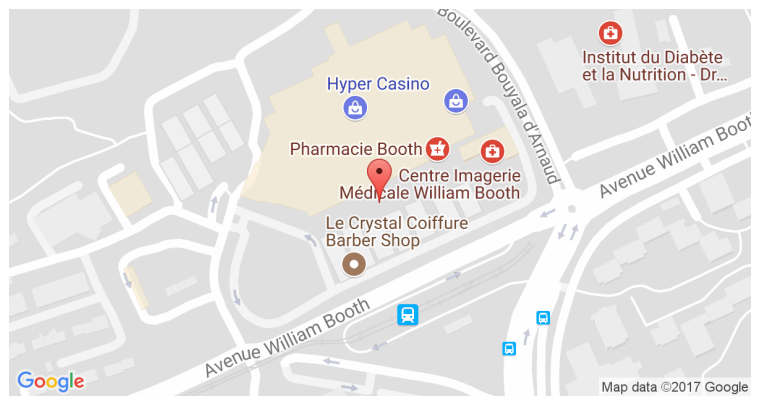 Boulevard Bouyala d'Arnaud
Institut du Diabète
et la Nutrition - Dr...
Hyper Casino
Pharmacie Booth
Centre Imagerie
Médicale William Booth
Avenue William Booth
Le Crystal Coiffure
Barber Shop
Avenue William Booth
Google
Map data ©2017 Google